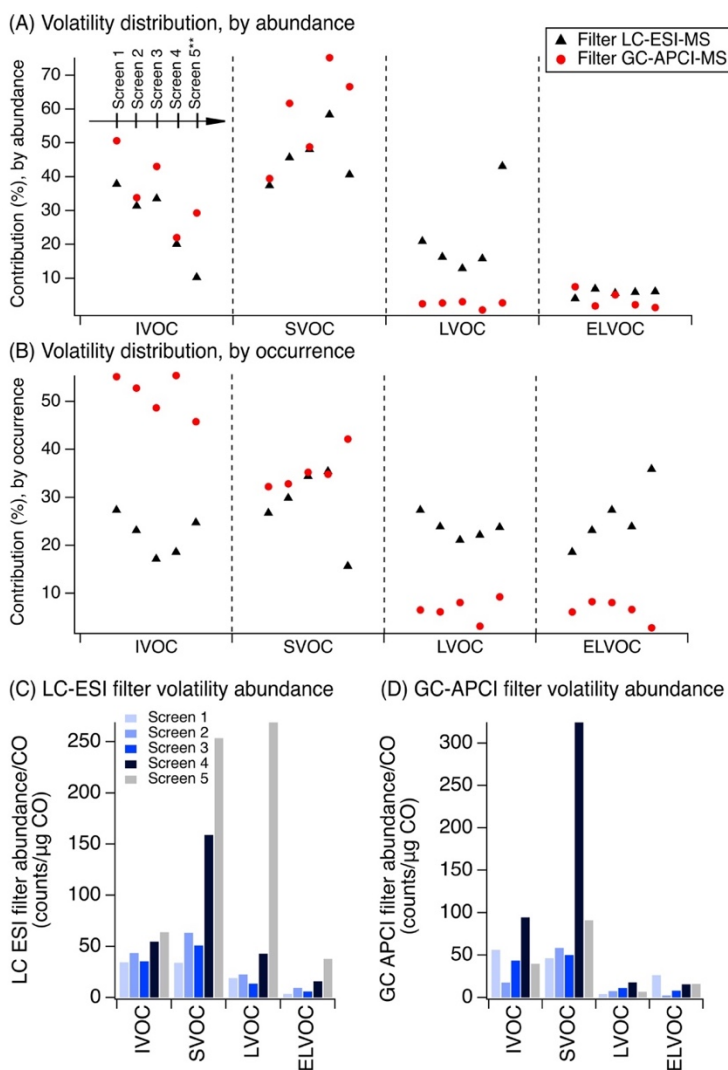 (A) Volatility distribution, by abundance
▲ Filter LC-ESI-MS
● Filter GC-APCI-MS
Screen 1
Screen 2
Screen 3
Screen 4
Screen 5**
Contribution (%), by abundance
70
60
50
40
30
20
10
IVOC SVOC LVOC ELVOC
(B) Volatility distribution, by occurrence
Contribution (%), by occurrence
50
40
30
20
10
IVOC SVOC LVOC ELVOC
(C) LC-ESI filter volatility abundance
LC ESI filter abundance/CO
(counts/µg CO)
250
200
150
100
50
0
Screen 1
Screen 2
Screen 3
Screen 4
Screen 5
IVOC
SVOC
LVOC
ELVOC
(D) GC-APCI filter volatility abundance
GC APCI filter abundance/CO
(counts/µg CO)
300
250
200
150
100
50
0
IVOC
SVOC
LVOC
ELVOC